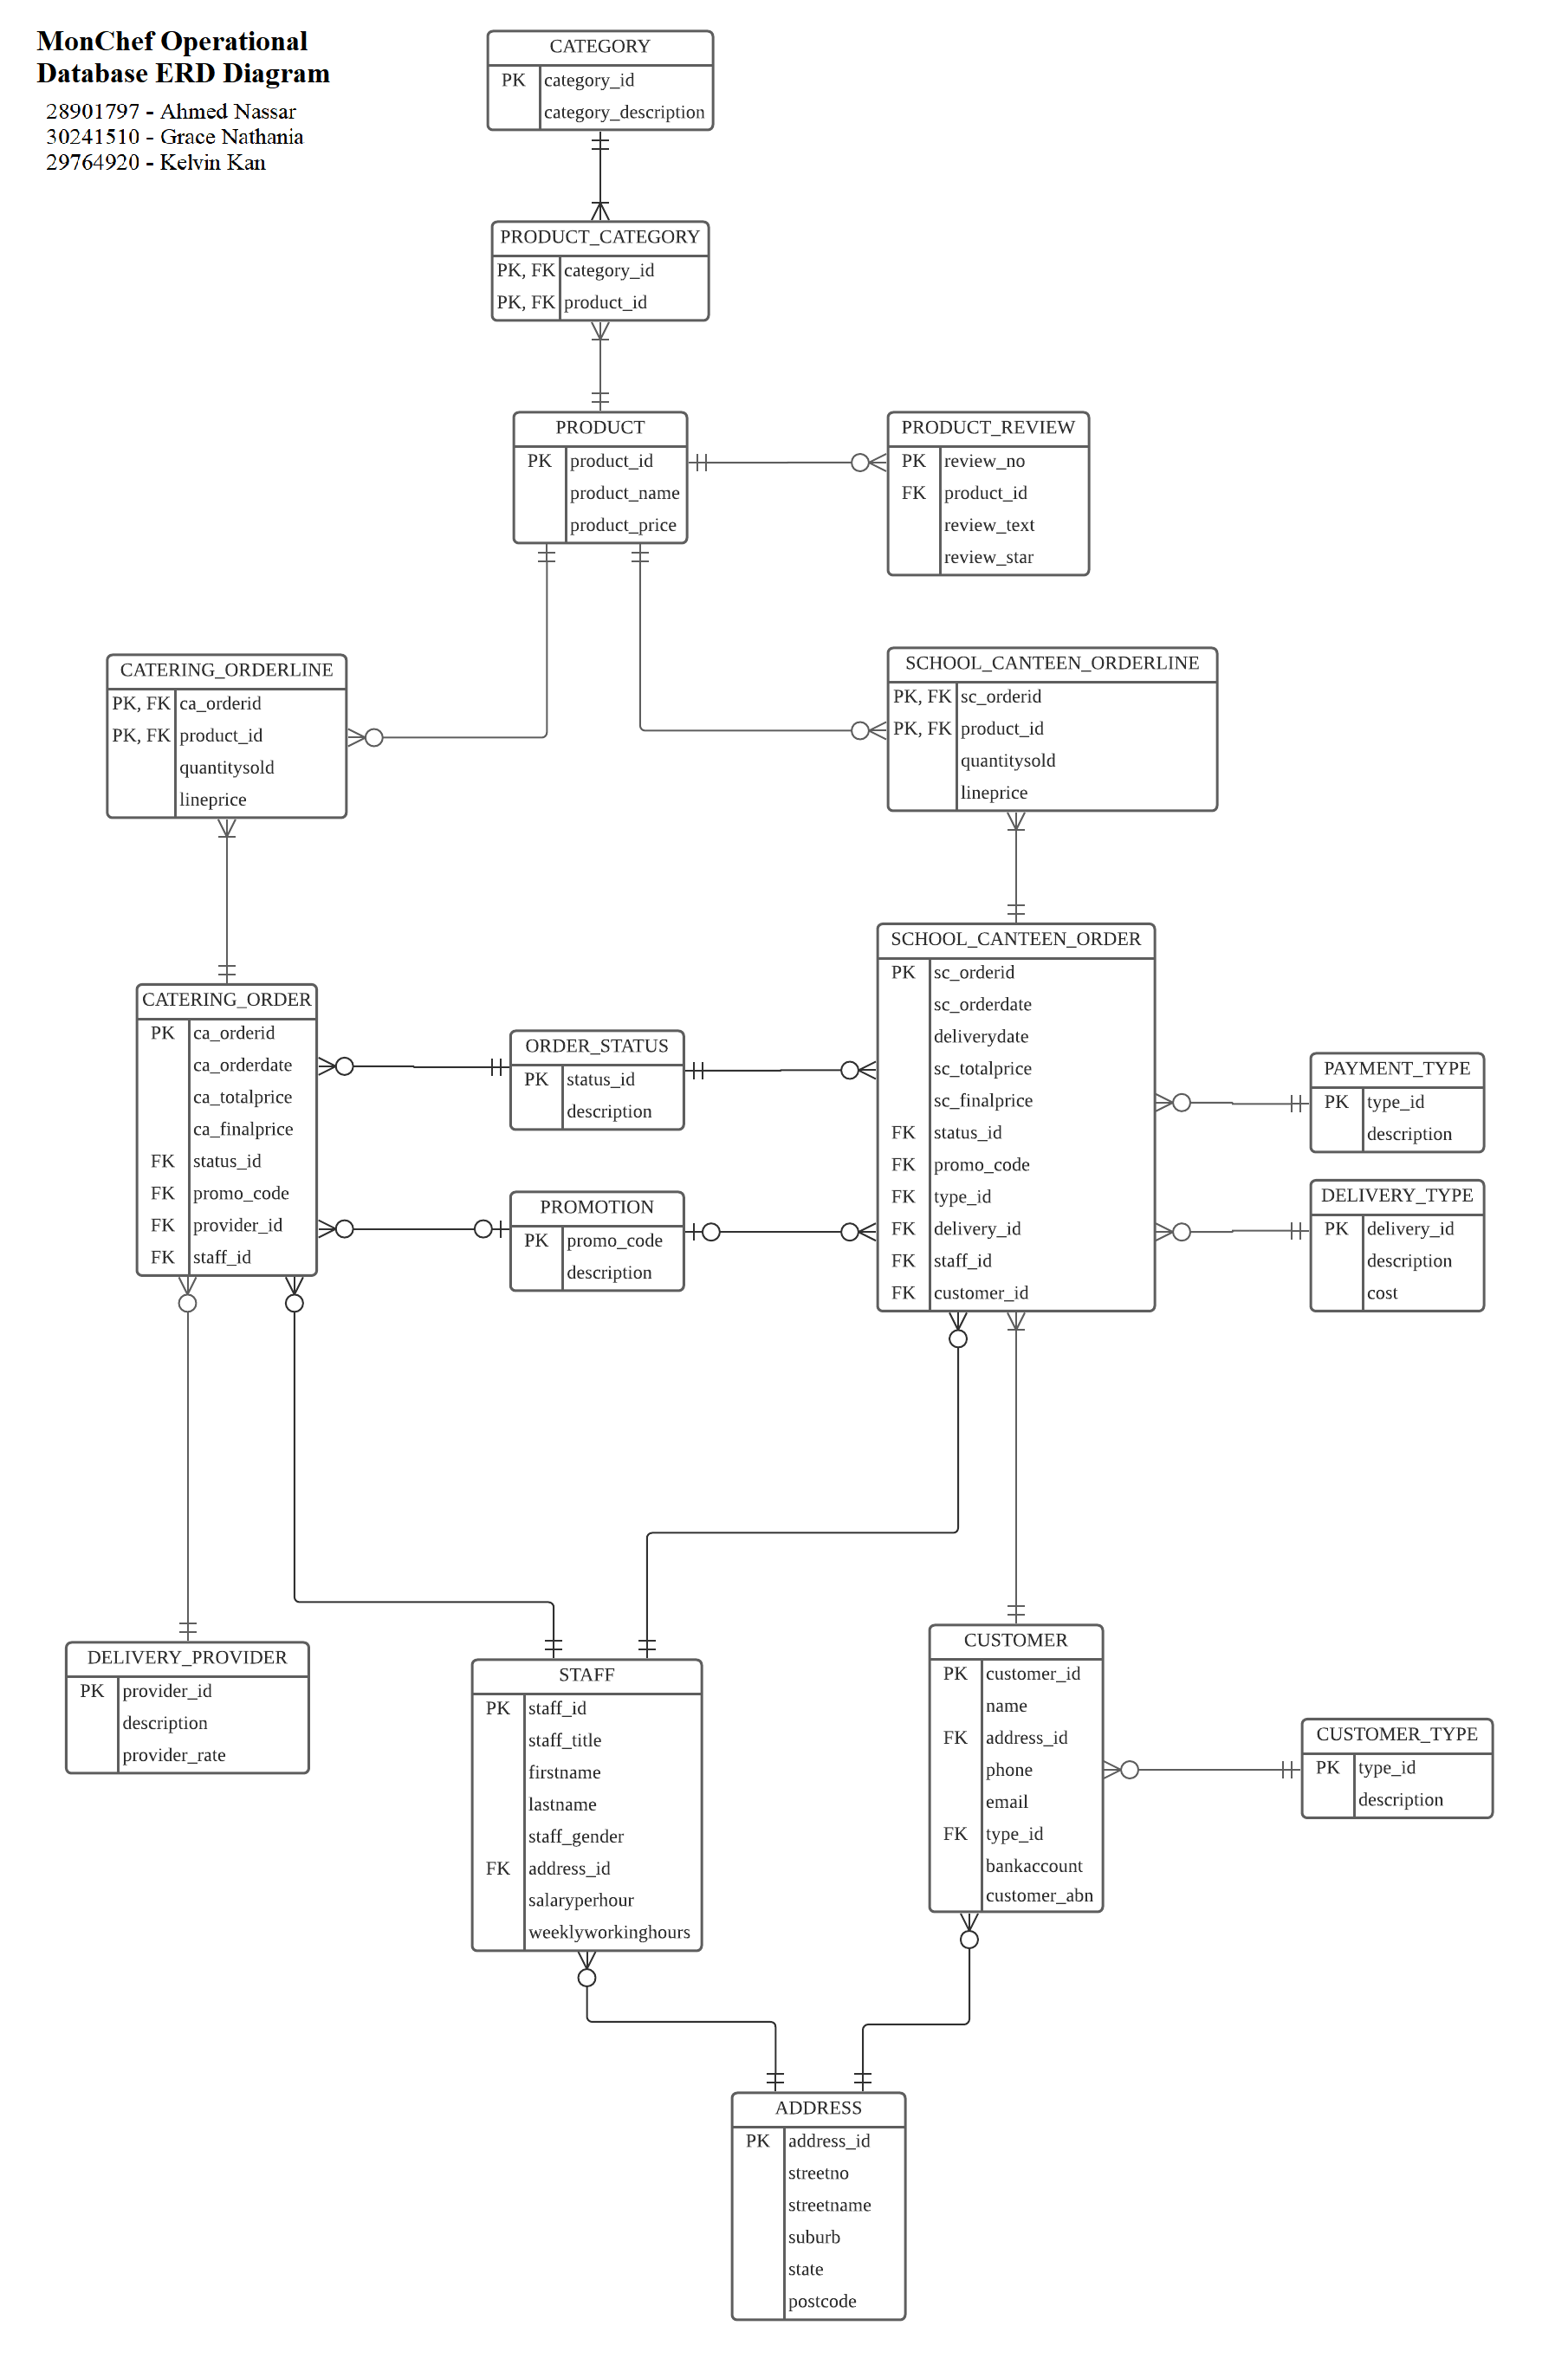 MonChef Operational
Database ERD Diagram
28901797 - Ahmed Nassar
30241510 - Grace Nathania
29764920 - Kelvin Kan
CATEGORY
PK category_id
category_description
PRODUCT_CATEGORY
PK, FK category_id
PK, FK product_id
PRODUCT
PK product_id
product_name
product_price
PRODUCT_REVIEW
PK review_no
FK product_id
review_text
review_star
CATERING_ORDERLINE
PK, FK ca_orderid
PK, FK product_id
quantitysold
lineprice
SCHOOL_CANTEEN_ORDERLINE
PK, FK sc_orderid
PK, FK product_id
quantitysold
lineprice
CATERING_ORDER
PK ca_orderid
ca_orderdate
ca_totalprice
ca_finalprice
FK status_id
FK promo_code
FK provider_id
FK staff_id
ORDER_STATUS
PK status_id
description
PROMOTION
PK promo_code
description
SCHOOL_CANTEEN_ORDER
PK sc_orderid
sc_orderdate
deliverydate
sc_totalprice
sc_finalprice
FK status_id
FK promo_code
FK type_id
FK delivery_id
FK staff_id
FK customer_id
PAYMENT_TYPE
PK type_id
description
DELIVERY_TYPE
PK delivery_id
description
cost
DELIVERY_PROVIDER
PK provider_id
description
provider_rate
STAFF
PK staff_id
staff_title
firstname
lastname
staff_gender
FK address_id
salaryperhour
weeklyworkinghours
CUSTOMER
PK customer_id
name
FK address_id
phone
email
FK type_id
bankaccount
customer_abn
CUSTOMER_TYPE
PK type_id
description
ADDRESS
PK address_id
streetno
streetname
suburb
state
postcode